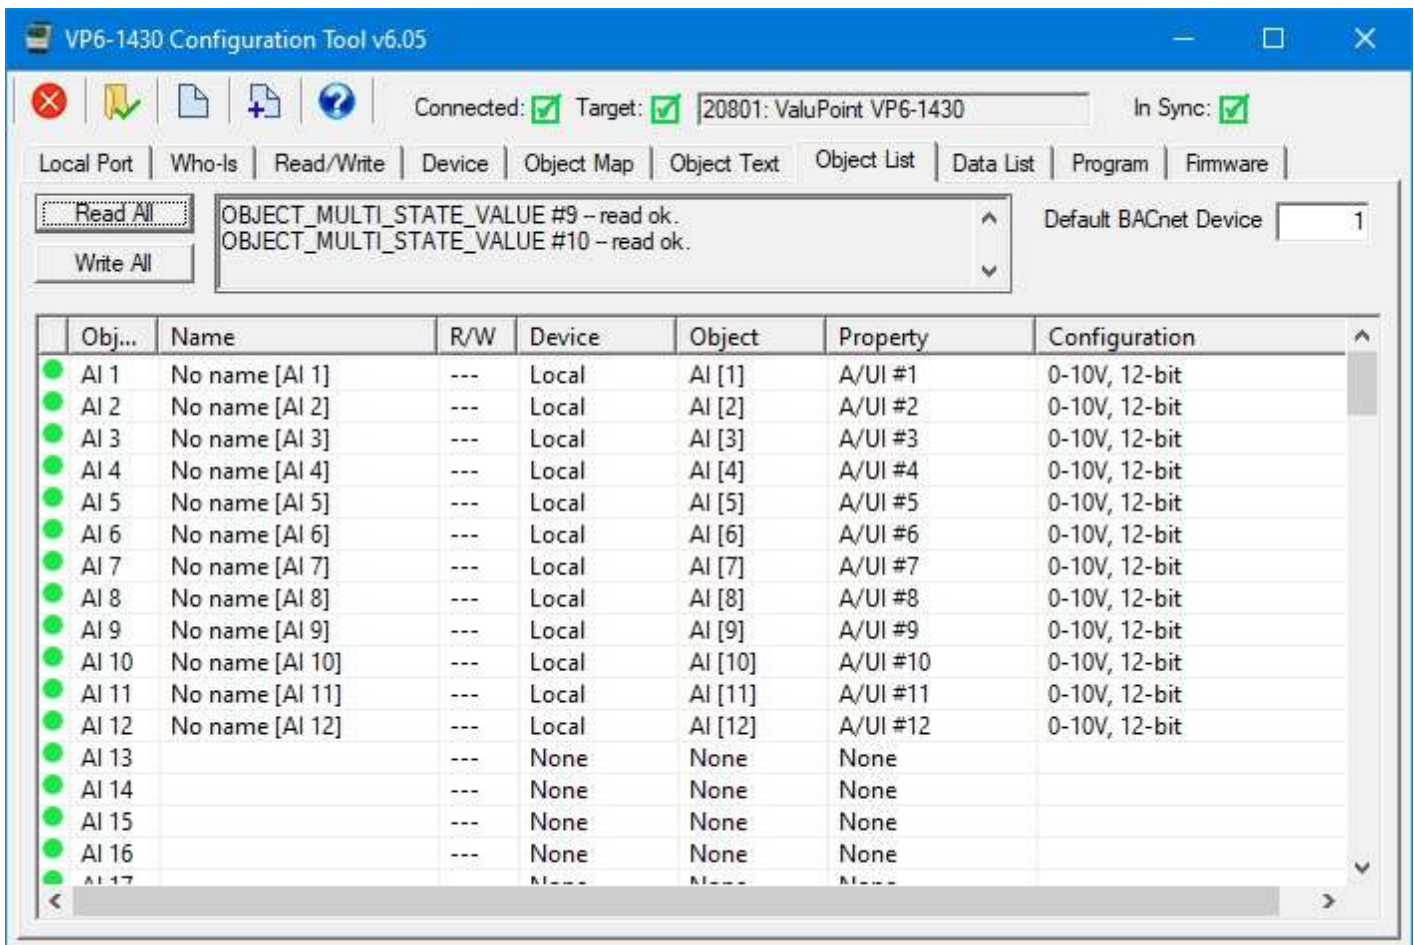 VP6-1430 Configuration Tool v6.05
Connected: Target: 20801: ValuPoint VP6-1430 In Sync:
Local Port Who-Is Read/Write Device Object Map Object Text Object List Data List Program Firmware
Read All
Write All
OBJECT_MULTI_STATE_VALUE #9 -- read ok.
OBJECT_MULTI_STATE_VALUE #10 -- read ok.
Default BACnet Device 1
Obj... Name R/W Device Object Property Configuration
AI 1 No name [AI 1] --- Local AI [1] A/UI #1 0-10V, 12-bit
AI 2 No name [AI 2] --- Local AI [2] A/UI #2 0-10V, 12-bit
AI 3 No name [AI 3] --- Local AI [3] A/UI #3 0-10V, 12-bit
AI 4 No name [AI 4] --- Local AI [4] A/UI #4 0-10V, 12-bit
AI 5 No name [AI 5] --- Local AI [5] A/UI #5 0-10V, 12-bit
AI 6 No name [AI 6] --- Local AI [6] A/UI #6 0-10V, 12-bit
AI 7 No name [AI 7] --- Local AI [7] A/UI #7 0-10V, 12-bit
AI 8 No name [AI 8] --- Local AI [8] A/UI #8 0-10V, 12-bit
AI 9 No name [AI 9] --- Local AI [9] A/UI #9 0-10V, 12-bit
AI 10 No name [AI 10] --- Local AI [10] A/UI #10 0-10V, 12-bit
AI 11 No name [AI 11] --- Local AI [11] A/UI #11 0-10V, 12-bit
AI 12 No name [AI 12] --- Local AI [12] A/UI #12 0-10V, 12-bit
AI 13 --- None None None
AI 14 --- None None None
AI 15 --- None None None
AI 16 --- None None None
AI 17 None None None